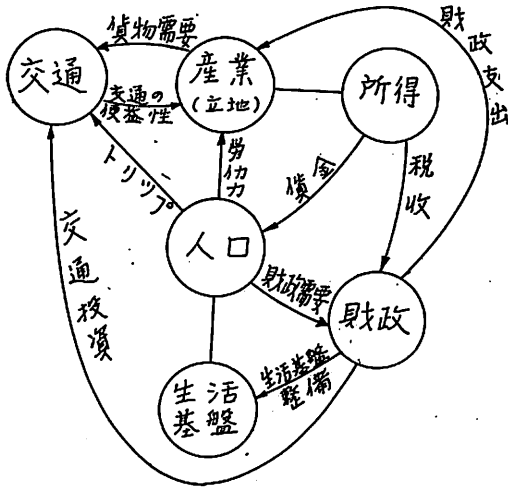 貨物需要
交通
産業
(立地)
所得
財政支出
交通の
便益性
トリップ
労働力
賃金
税収
人口
財政需要
財政
交通投資
生活基盤
整備
生活
基盤